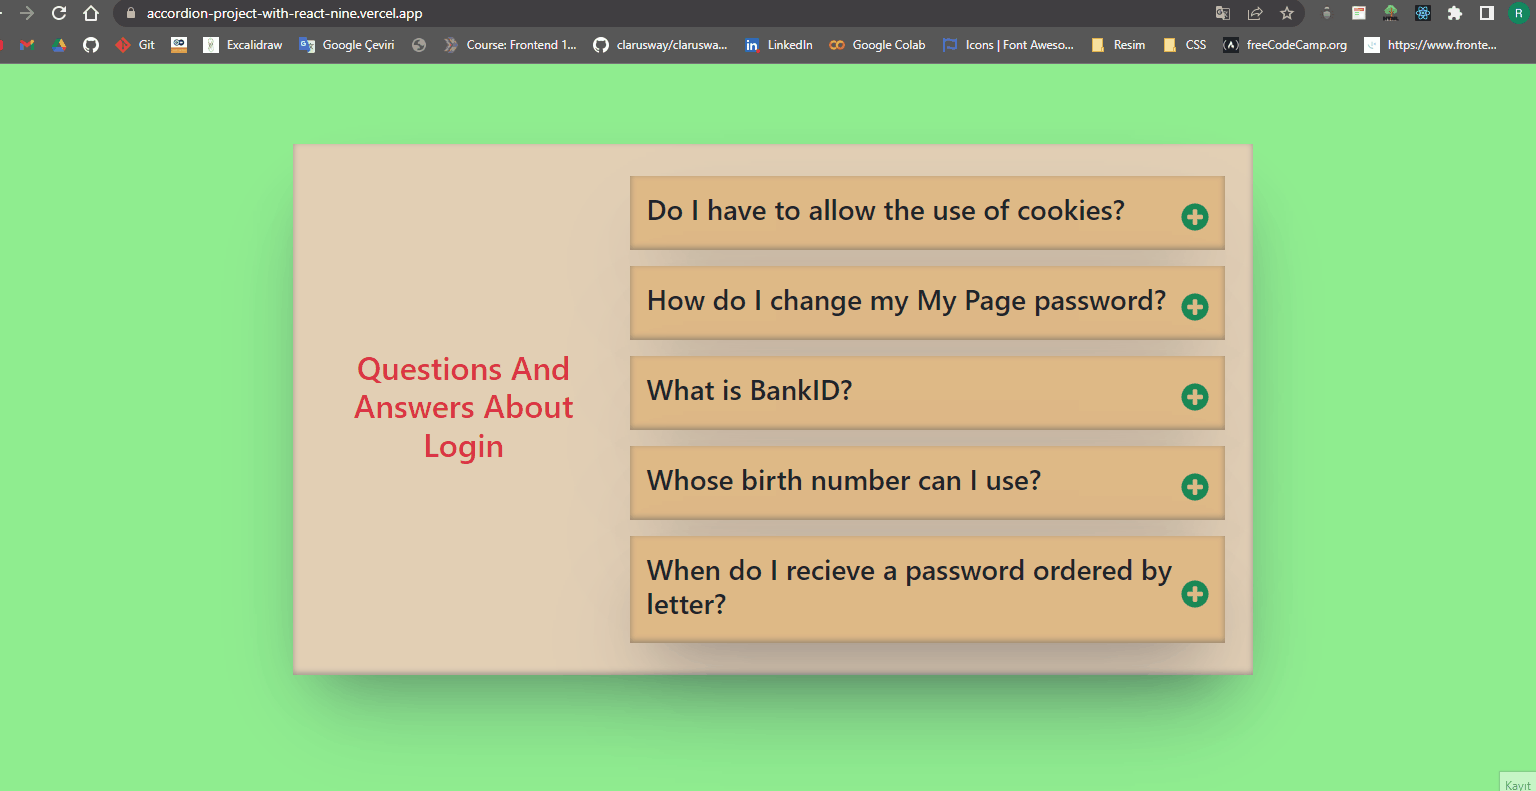 accordion-project-with-react-nine.vercel.app
Git
Excalidraw
Google Çeviri
Course: Frontend 1...
clarusway/claruswa...
LinkedIn
Google Colab
Icons | Font Aweso...
Resim
CSS
freeCodeCamp.org
https://www.fronte...
R
Questions And
Answers About
Login
Do I have to allow the use of cookies?
How do I change my My Page password?
What is BankID?
Whose birth number can I use?
When do I recieve a password ordered by
letter?
Kayıt